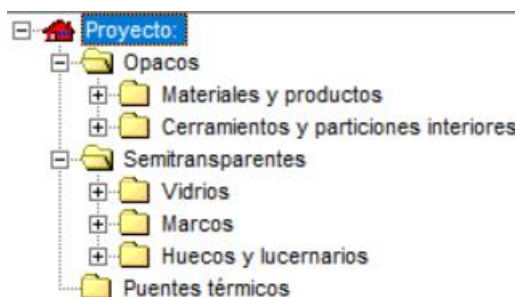 Proyecto:
Opacos
Materiales y productos
Cerramientos y particiones interiores
Semitransparentes
Vidrios
Marcos
Huecos y lucernarios
Puentes térmicos